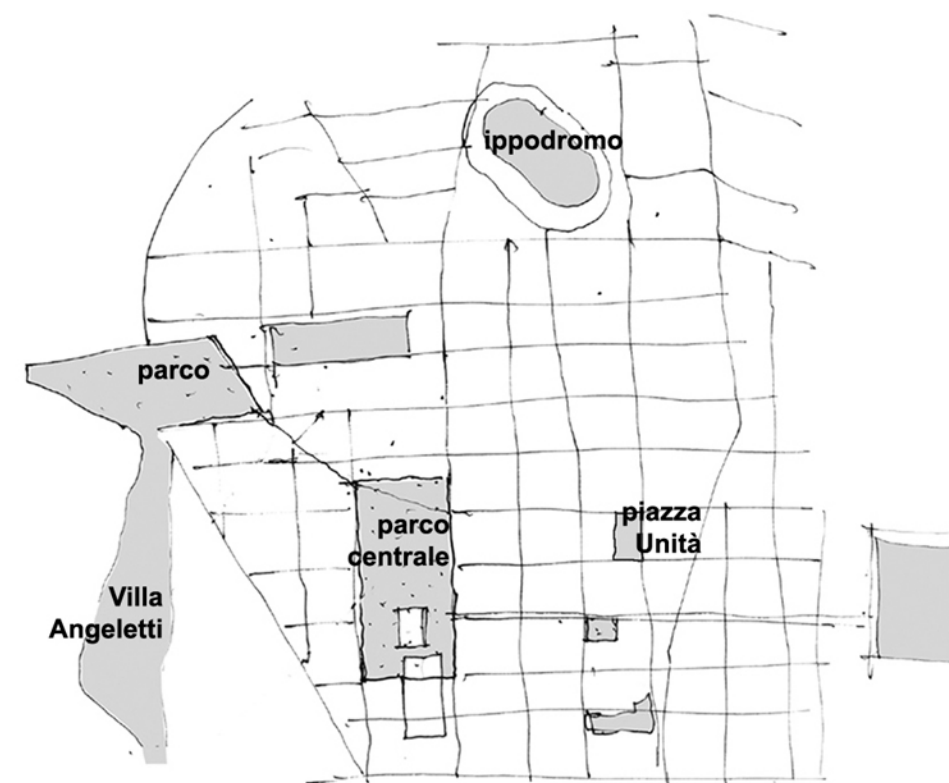 ippodromo
parco
piazza
Unità
parco
centrale
Villa
Angeletti